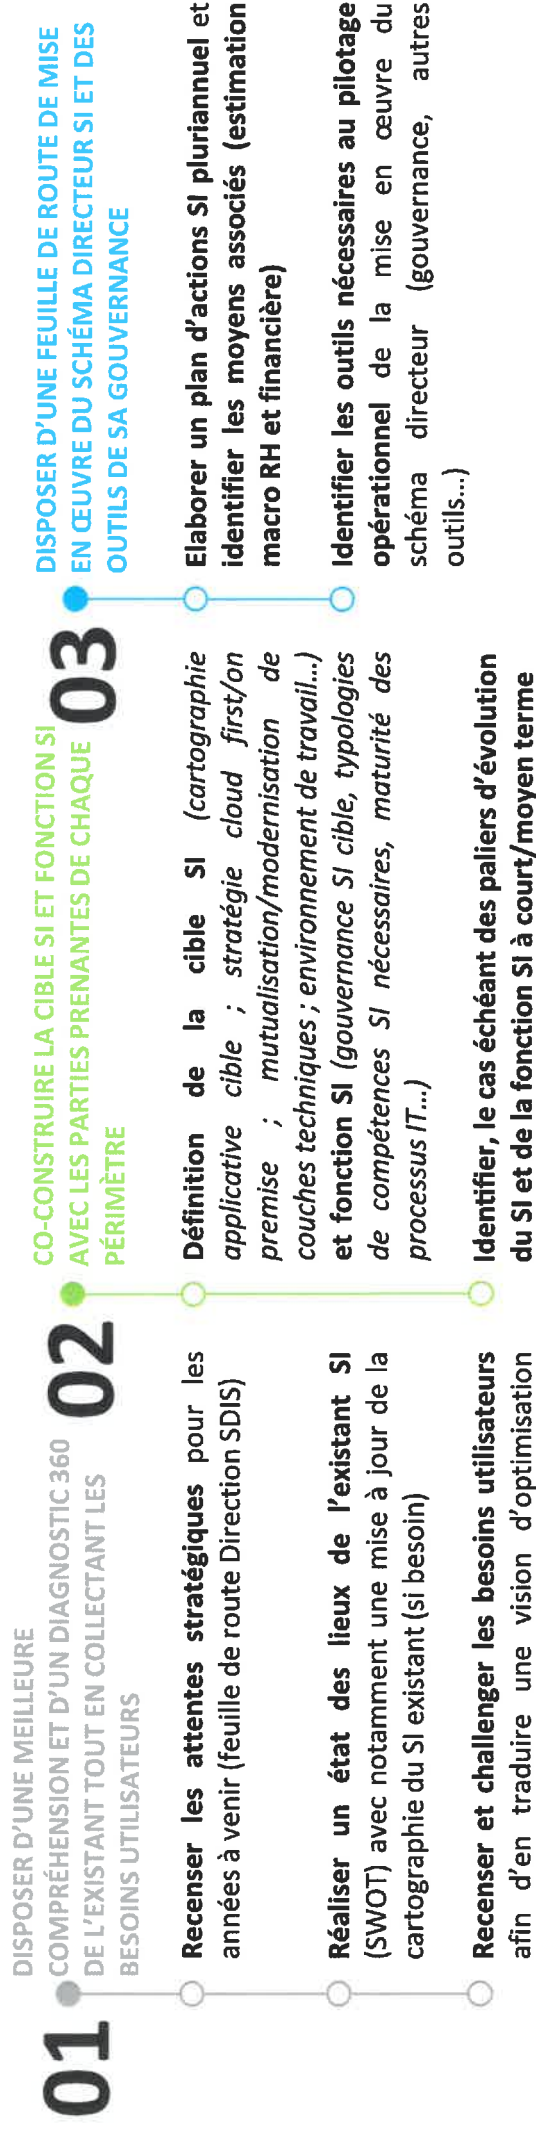 01
DISPOSER D'UNE MEILLEURE
COMPRÉHENSION ET D'UN DIAGNOSTIC 360
DE L'EXISTANT TOUT EN COLLECTANT LES
BESOINS UTILISATEURS
Recenser les attentes stratégiques pour les
années à venir (feuille de route Direction SDIS)
Réaliser un état des lieux de l'existant SI
(SWOT) avec notamment une mise à jour de la
cartographie du SI existant (si besoin)
Recenser et challenger les besoins utilisateurs
afin d'en traduire une vision d'optimisation
02
CO-CONSTRUIRE LA CIBLE SI ET FONCTION SI
AVEC LES PARTIES PRENANTES DE CHAQUE
PÉRIMÈTRE
Définition de la cible SI (cartographie
applicative cible ; stratégie cloud first/on
premise ; mutualisation/modernisation de
couches techniques ; environnement de travail...)
et fonction SI (gouvernance SI cible, typologies
de compétences SI nécessaires, maturité des
processus IT...)
Identifier, le cas échéant des paliers d'évolution
du SI et de la fonction SI à court/moyen terme
03
DISPOSER D'UNE FEUILLE DE ROUTE DE MISE
EN ŒUVRE DU SCHÉMA DIRECTEUR SI ET DES
OUTILS DE SA GOUVERNANCE
Elaborer un plan d'actions SI pluriannuel et
identifier les moyens associés (estimation
macro RH et financière)
Identifier les outils nécessaires au pilotage
opérationnel de la mise en œuvre du
schéma directeur (gouvernance, autres
outils...)